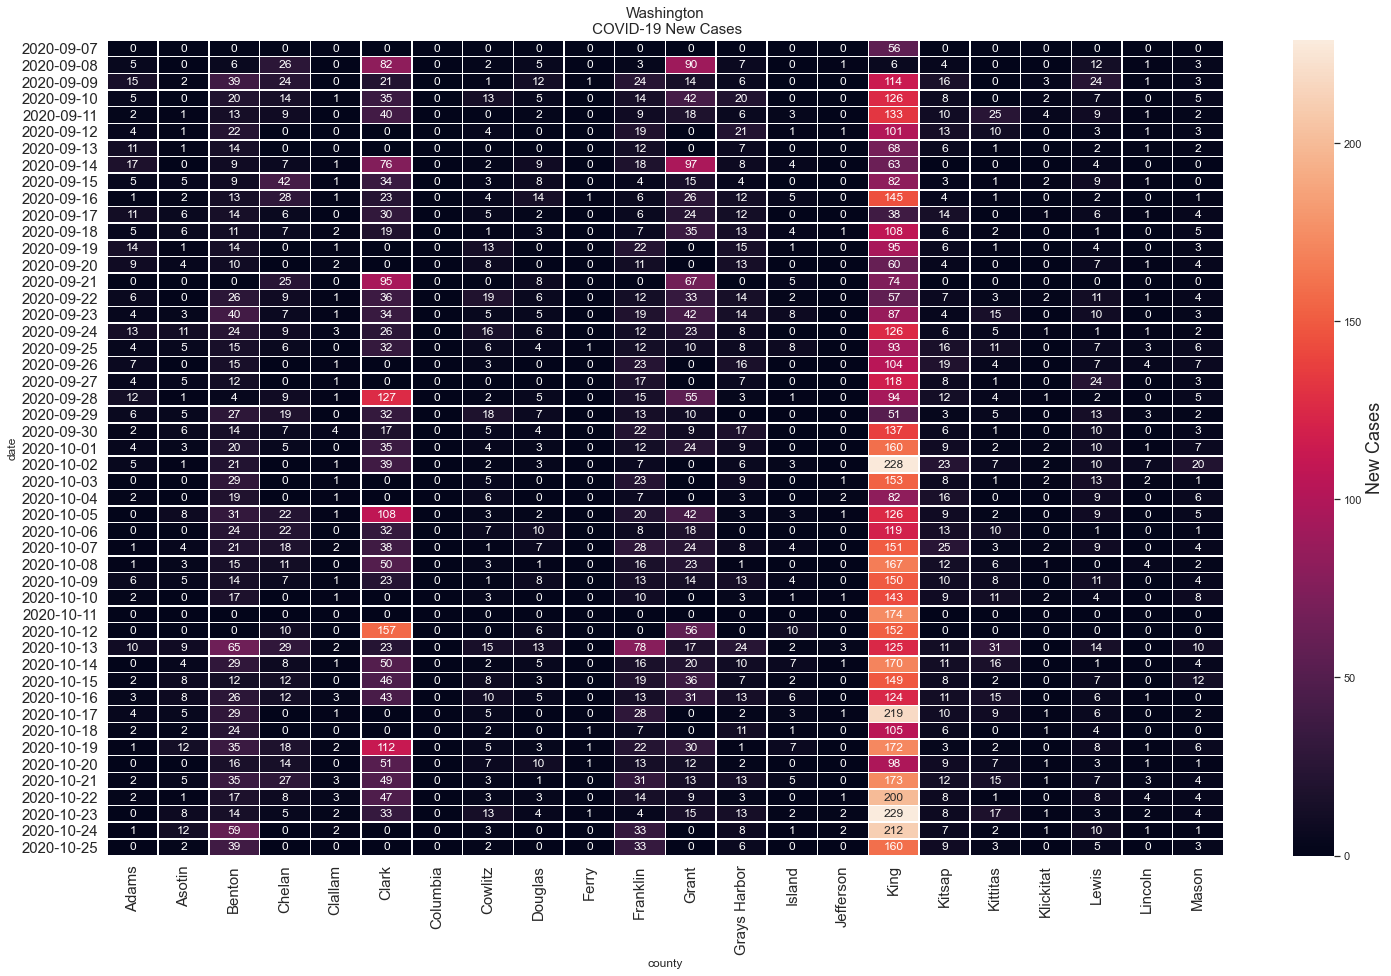 Washington
COVID-19 New Cases
2020-09-07 0 0 0 0 0 0 0 0 0 0 0 0 0 0 0 56 0 0 0 0 0 0
2020-09-08 5 0 6 26 0 82 0 2 5 0 3 90 7 0 1 6 4 0 0 12 1 3
2020-09-09 15 2 39 24 0 21 0 1 12 1 24 14 6 0 0 114 16 0 3 24 1 3
2020-09-10 5 0 20 14 1 35 0 13 5 0 14 42 20 0 0 126 8 0 2 7 0 5
2020-09-11 2 1 13 9 0 40 0 0 2 0 9 18 6 3 0 133 10 25 4 9 1 2
2020-09-12 4 1 22 0 0 0 0 4 0 0 19 0 21 1 1 101 13 10 0 3 1 3
2020-09-13 11 1 14 0 0 0 0 0 0 0 12 0 7 0 0 68 6 1 0 2 1 2
2020-09-14 17 0 9 7 1 76 0 2 9 0 18 97 8 4 0 63 0 0 0 4 0 0
2020-09-15 5 5 9 42 1 34 0 3 8 0 4 15 4 0 0 82 3 1 2 9 1 0
2020-09-16 1 2 13 28 1 23 0 4 14 1 6 26 12 5 0 145 4 1 0 2 0 1
2020-09-17 11 6 14 6 0 30 0 5 2 0 6 24 12 0 0 38 14 0 1 6 1 4
2020-09-18 5 6 11 7 2 19 0 1 3 0 7 35 13 4 1 108 6 2 0 1 0 5
2020-09-19 14 1 14 0 1 0 0 13 0 0 22 0 15 1 0 95 6 1 0 4 0 3
2020-09-20 9 4 10 0 2 0 0 8 0 0 11 0 13 0 0 60 4 0 0 7 1 4
2020-09-21 0 0 0 25 0 95 0 0 8 0 0 67 0 5 0 74 0 0 0 0 0 0
2020-09-22 6 0 26 9 1 36 0 19 6 0 12 33 14 2 0 57 7 3 2 11 1 4
2020-09-23 4 3 40 7 1 34 0 5 5 0 19 42 14 8 0 87 4 15 0 10 0 3
2020-09-24 13 11 24 9 3 26 0 16 6 0 12 23 8 0 0 126 6 5 1 1 1 2
2020-09-25 4 5 15 6 0 32 0 6 4 1 12 10 8 8 0 93 16 11 0 7 3 6
2020-09-26 7 0 15 0 1 0 0 3 0 0 23 0 16 0 0 104 19 4 0 7 4 7
2020-09-27 4 5 12 0 1 0 0 0 0 0 17 0 7 0 0 118 8 1 0 24 0 3
2020-09-28 12 1 4 9 1 127 0 2 5 0 15 55 3 1 0 94 12 4 1 2 0 5
2020-09-29 6 5 27 19 0 32 0 18 7 0 13 10 0 0 0 51 3 5 0 13 3 2
2020-09-30 2 6 14 7 4 17 0 5 4 0 22 9 17 0 0 137 6 1 0 10 0 3
2020-10-01 4 3 20 5 0 35 0 4 3 0 12 24 9 0 0 160 9 2 2 10 1 7
2020-10-02 5 1 21 0 1 39 0 2 3 0 7 0 6 3 0 228 23 7 2 10 7 20
2020-10-03 0 0 29 0 1 0 0 5 0 0 23 0 9 0 1 153 8 1 2 13 2 1
2020-10-04 2 0 19 0 1 0 0 6 0 0 7 0 3 0 2 82 16 0 0 9 0 6
2020-10-05 0 8 31 22 1 108 0 3 2 0 20 42 3 3 1 126 9 2 0 9 0 5
2020-10-06 0 0 24 22 0 32 0 7 10 0 8 18 0 0 0 119 13 10 0 1 0 1
2020-10-07 1 4 21 18 2 38 0 1 7 0 28 24 8 4 0 151 25 3 2 9 0 4
2020-10-08 1 3 15 11 0 50 0 3 1 0 16 23 1 0 0 167 12 6 1 0 4 2
2020-10-09 6 5 14 7 1 23 0 1 8 0 13 14 13 4 0 150 10 8 0 11 0 4
2020-10-10 2 0 17 0 1 0 0 3 0 0 10 0 3 1 1 143 9 11 2 4 0 8
2020-10-11 0 0 0 0 0 0 0 0 0 0 0 0 0 0 0 174 0 0 0 0 0 0
2020-10-12 0 0 0 10 0 157 0 0 6 0 0 56 0 10 0 152 0 0 0 0 0 0
2020-10-13 10 9 65 29 2 23 0 15 13 0 78 17 24 2 3 125 11 31 0 14 0 10
2020-10-14 0 4 29 8 1 50 0 2 5 0 16 20 10 7 1 170 11 16 0 1 0 4
2020-10-15 2 8 12 12 0 46 0 8 3 0 19 36 7 2 0 149 8 2 0 7 0 12
2020-10-16 3 8 26 12 3 43 0 10 5 0 13 31 13 6 0 124 11 15 0 6 1 0
2020-10-17 4 5 29 0 1 0 0 5 0 0 28 0 2 3 1 219 10 9 1 6 0 2
2020-10-18 2 2 24 0 0 0 0 2 0 1 7 0 11 1 0 105 6 0 1 4 0 0
2020-10-19 1 12 35 18 2 112 0 5 3 1 22 30 1 7 0 172 3 2 0 8 1 6
2020-10-20 0 0 16 14 0 51 0 7 10 1 13 12 2 0 0 98 9 7 1 3 1 1
2020-10-21 2 5 35 27 3 49 0 3 1 0 31 13 13 5 0 173 12 15 1 7 3 4
2020-10-22 2 1 17 8 3 47 0 3 3 0 14 9 3 0 1 200 8 1 0 8 4 4
2020-10-23 0 8 14 5 2 33 0 13 4 1 4 15 13 2 2 229 8 17 1 3 2 4
2020-10-24 1 12 59 0 2 0 0 3 0 0 33 0 8 1 2 212 7 2 1 10 1 1
2020-10-25 0 2 39 0 0 0 0 2 0 0 33 0 6 0 0 160 9 3 0 5 0 3
date
Adams Asotin Benton Chelan Clallam Clark Columbia Cowlitz Douglas Ferry Franklin Grant Grays Harbor Island Jefferson King Kitsap Kittitas Klickitat Lewis Lincoln Mason
county
200
150
100
50
0
New Cases